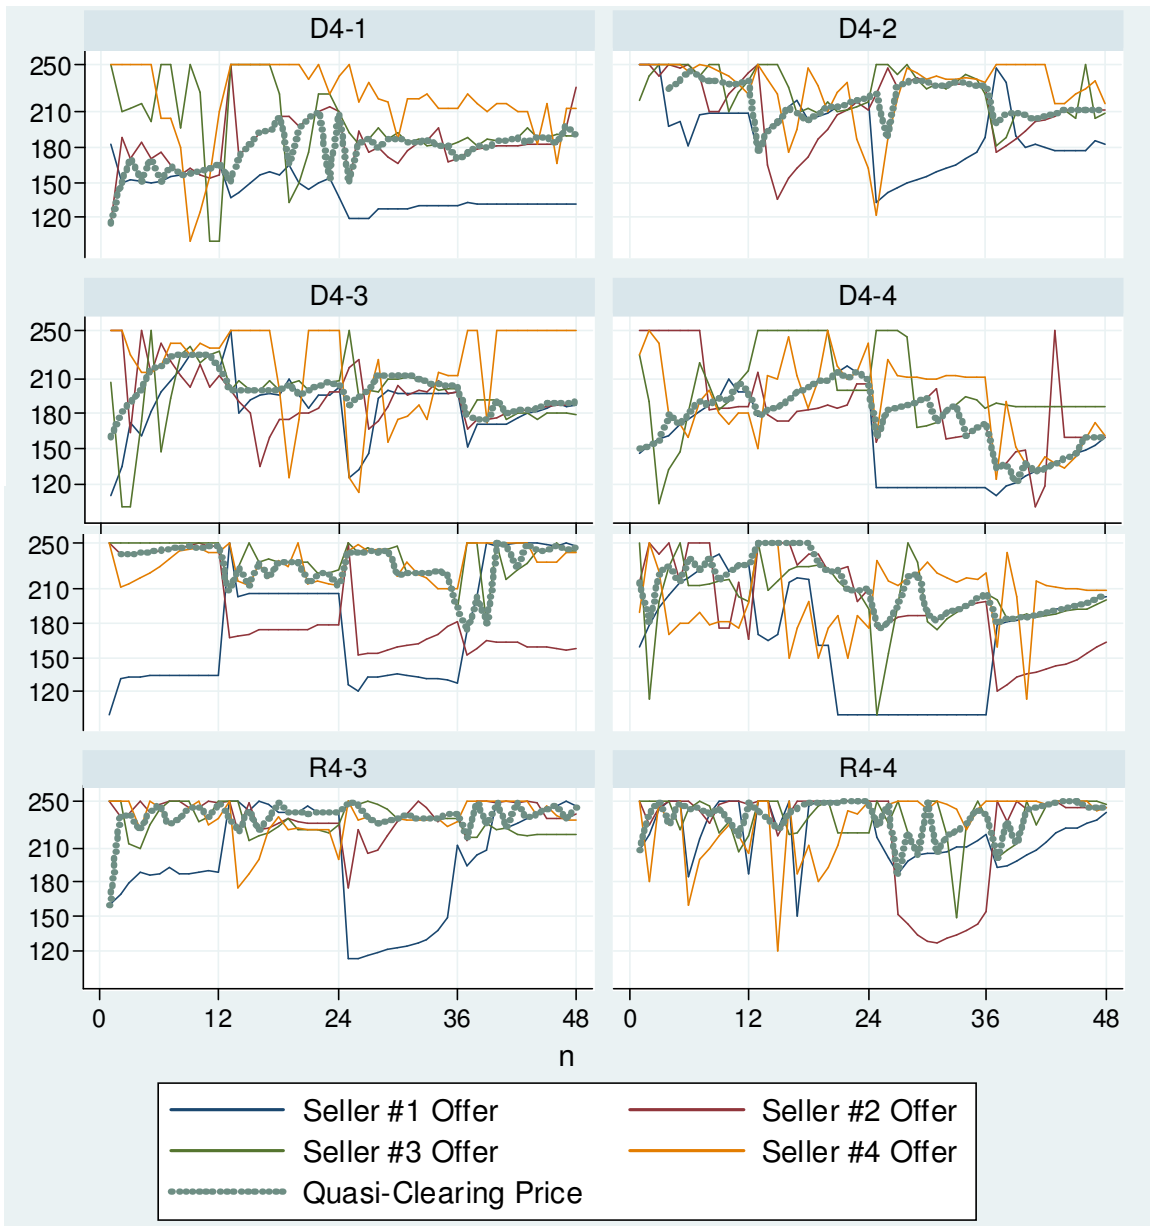 D4-1 D4-2
250
210
180
150
120
D4-3 D4-4
250
210
180
150
120
250
210
180
150
120
R4-3 R4-4
250
210
180
150
120
0 12 24 36 48 0 12 24 36 48
n
Seller #1 Offer Seller #2 Offer
Seller #3 Offer Seller #4 Offer
Quasi-Clearing Price